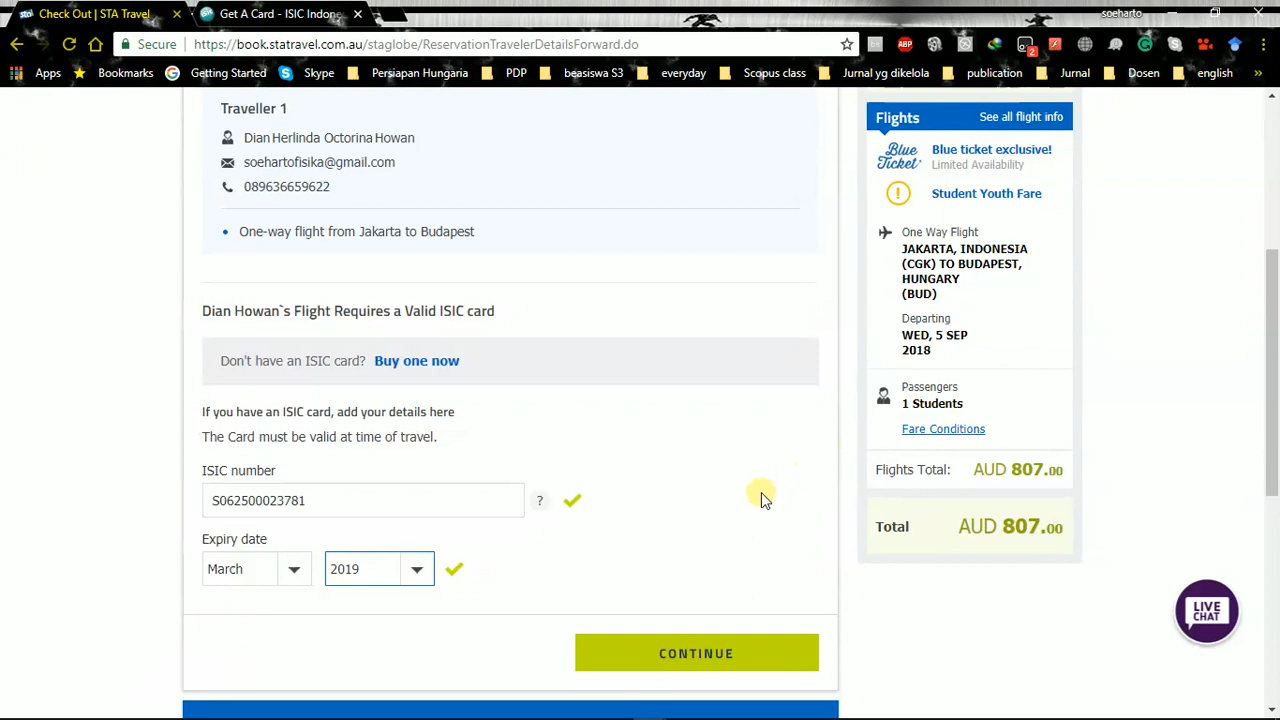 Check Out | STA Travel
Get A Card - ISIC Indon
soeharto
Secure
https://book.statravel.com.au/staglobe/ReservationTravelerDetailsForward.do
ABP
2
Apps
Bookmarks
Getting Started
Skype
Persiapan Hungaria
PDP
beasiswa S3
everyday
Scopus class
Jurnal yg dikelola
publication
Jurnal
Dosen
english
»
Traveller 1
Dian Herlinda Octorina Howan
soehartofisika@gmail.com
089636659622
• One-way flight from Jakarta to Budapest
Dian Howan`s Flight Requires a Valid ISIC card
Don't have an ISIC card? Buy one now
If you have an ISIC card, add your details here
The Card must be valid at time of travel.
ISIC number
S062500023781
?
Expiry date
March
2019
CONTINUE
Flights
See all flight info
Blue Ticket
Blue ticket exclusive!
Limited Availability
Student Youth Fare
One Way Flight
JAKARTA, INDONESIA
(CGK) TO BUDAPEST,
HUNGARY
(BUD)
Departing
WED, 5 SEP
2018
Passengers
1 Students
Fare Conditions
Flights Total: AUD 807.00
Total AUD 807.00
LIVE
CHAT